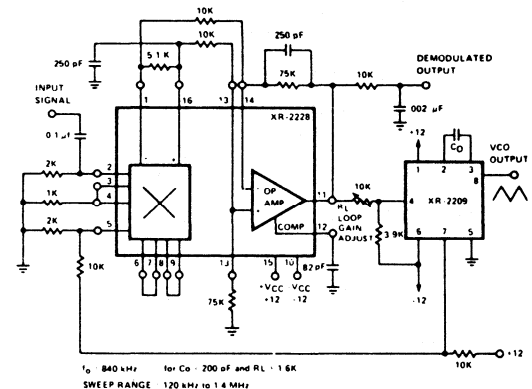 10K
10K
250 pF
250 pF
5.1 K
75K
10K
DEMODULATED
OUTPUT
INPUT
SIGNAL
1
16
13
14
XR-2228
.002 µF
0.1 µf
+12
C₀
VCO
OUTPUT
2K
2
1
2
3
8
3
OP
AMP
11
10K
4
XR-2209
1K
4
RL
LOOP
GAIN
ADJUST
2K
5
COMP
12
3.9K
6
7
5
10K
6
7
8
9
15
10
82 pF
+VCC
+12
VCC
-12
-12
75K
10K
+12
f₀ - 840 kHz for Co - 200 pF and RL - 1.6K
SWEEP RANGE - 120 kHz to 1.4 MHz